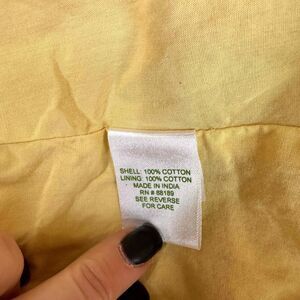 SHELL: 100% COTTON
LINING: 100% COTTON
MADE IN INDIA
RN # 88189
SEE REVERSE
FOR CARE